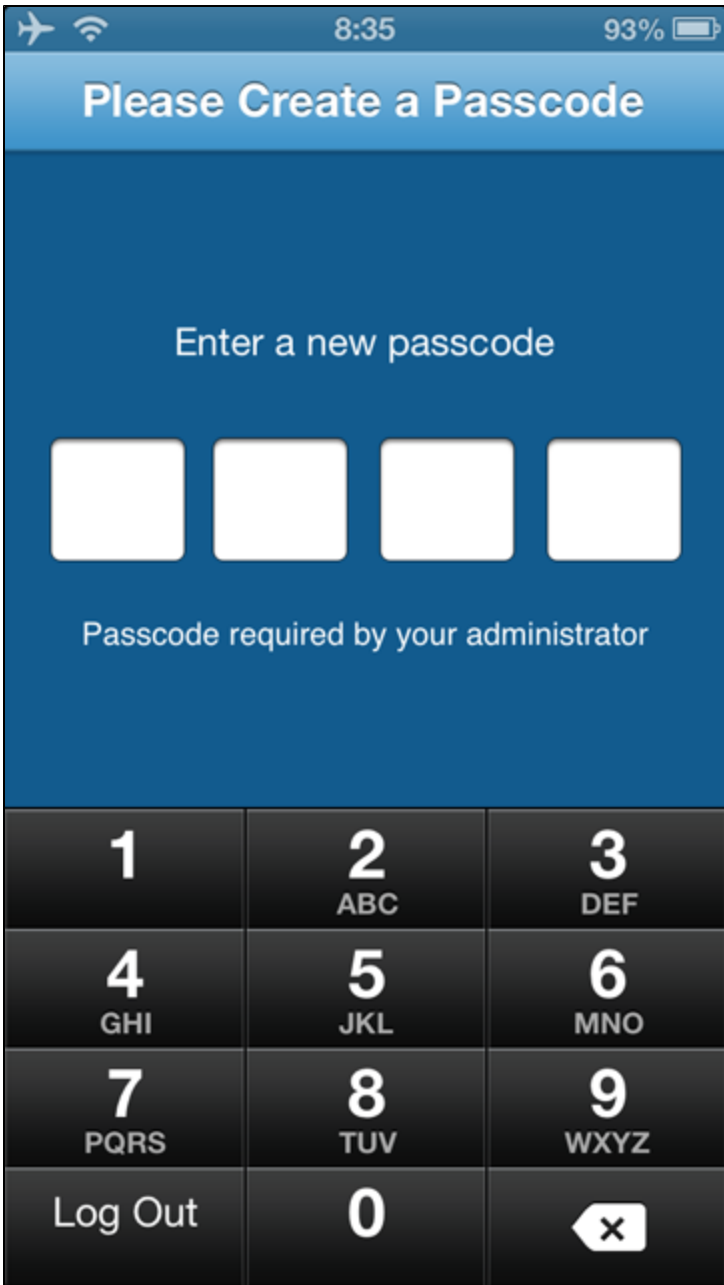 8:35 93%
Please Create a Passcode
Enter a new passcode
Passcode required by your administrator
1 2 3
ABC DEF
4 5 6
GHI JKL MNO
7 8 9
PQRS TUV WXYZ
Log Out 0